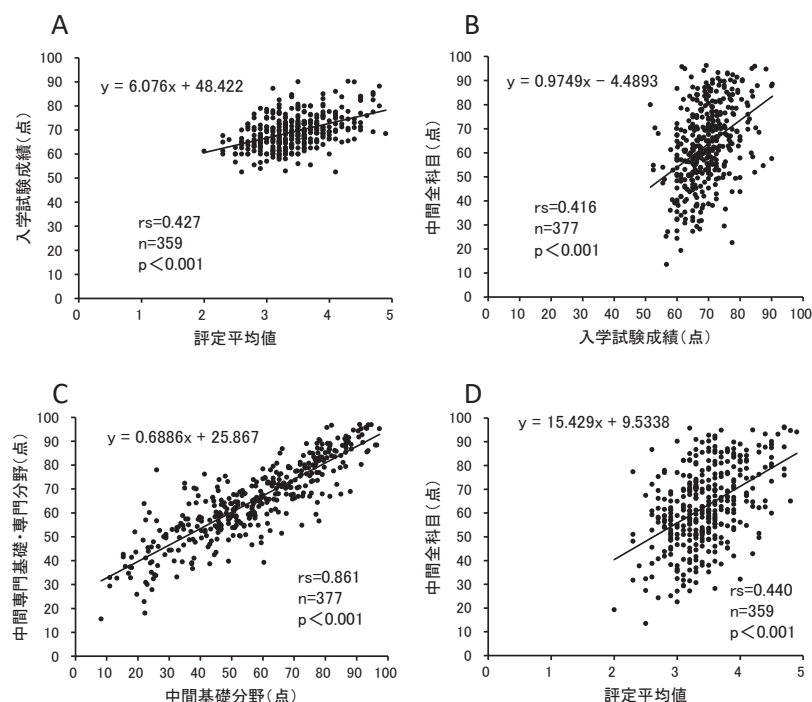 A
y = 6.076x + 48.422
入学試験成績(点)
100
90
80
70
60
50
40
30
20
10
0
rs=0.427
n=359
p＜0.001
0 1 2 3 4 5
評定平均値
B
y = 0.9749x − 4.4893
中間全科目(点)
100
90
80
70
60
50
40
30
20
10
0
rs=0.416
n=377
p＜0.001
0 10 20 30 40 50 60 70 80 90 100
入学試験成績(点)
C
y = 0.6886x + 25.867
中間専門基礎・専門分野(点)
100
90
80
70
60
50
40
30
20
10
0
rs=0.861
n=377
p＜0.001
0 10 20 30 40 50 60 70 80 90 100
中間基礎分野(点)
D
y = 15.429x + 9.5338
中間全科目(点)
100
90
80
70
60
50
40
30
20
10
0
rs=0.440
n=359
p＜0.001
0 1 2 3 4 5
評定平均値